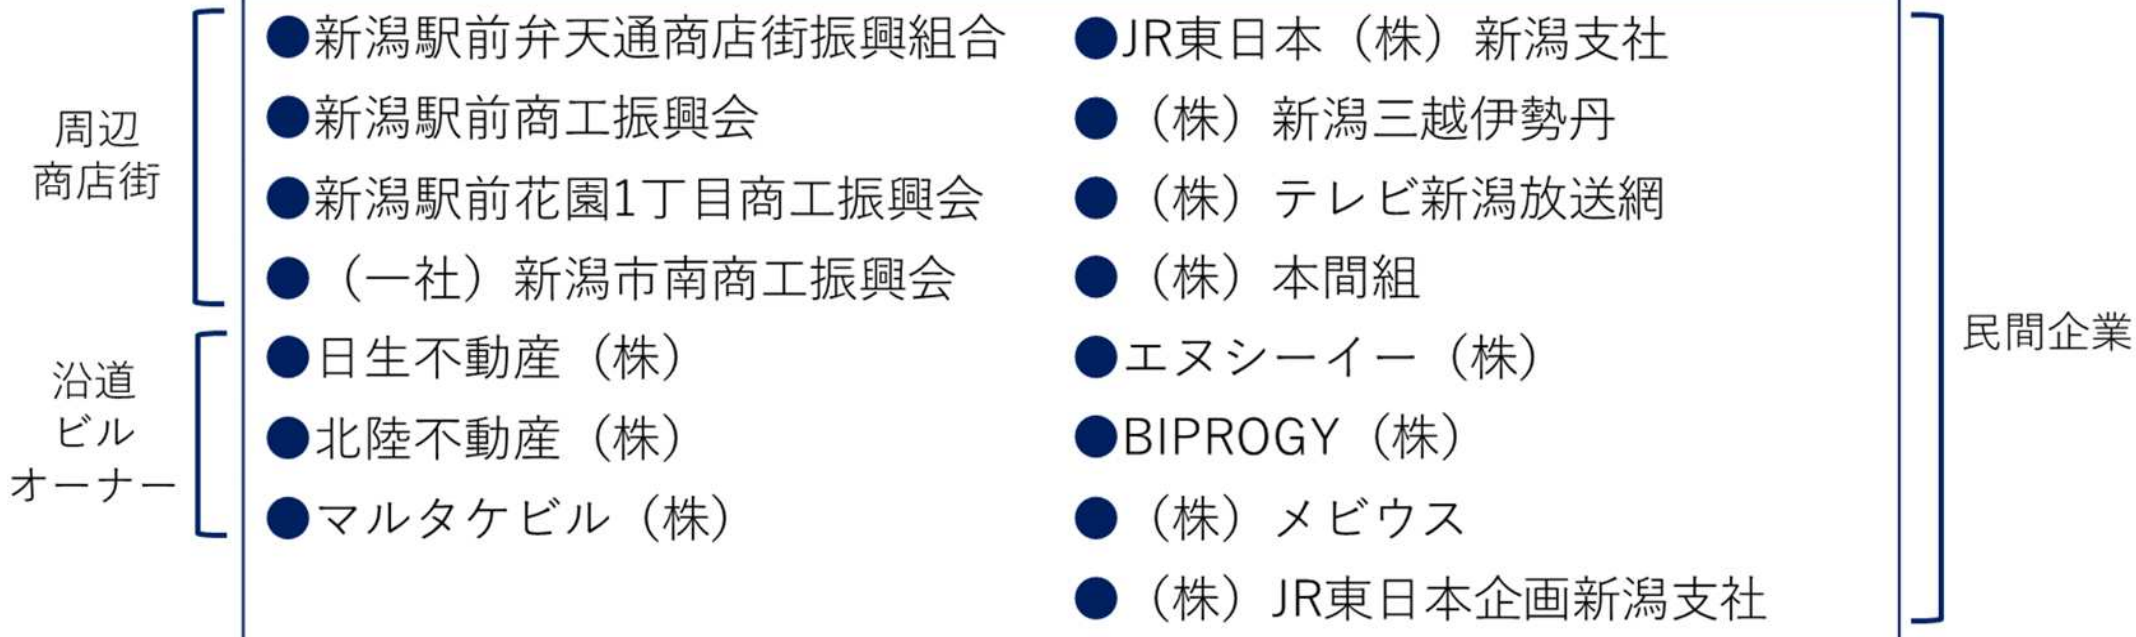 周辺
商店街
●新潟駅前弁天通商店街振興組合
●新潟駅前商工振興会
●新潟駅前花園1丁目商工振興会
●（一社）新潟市南商工振興会
沿道
ビル
オーナー
●日生不動産（株）
●北陸不動産（株）
●マルタケビル（株）
●JR東日本（株）新潟支社
●（株）新潟三越伊勢丹
●（株）テレビ新潟放送網
●（株）本間組
●エヌシーイー（株）
●BIPROGY（株）
●（株）メビウス
●（株）JR東日本企画新潟支社
民間企業